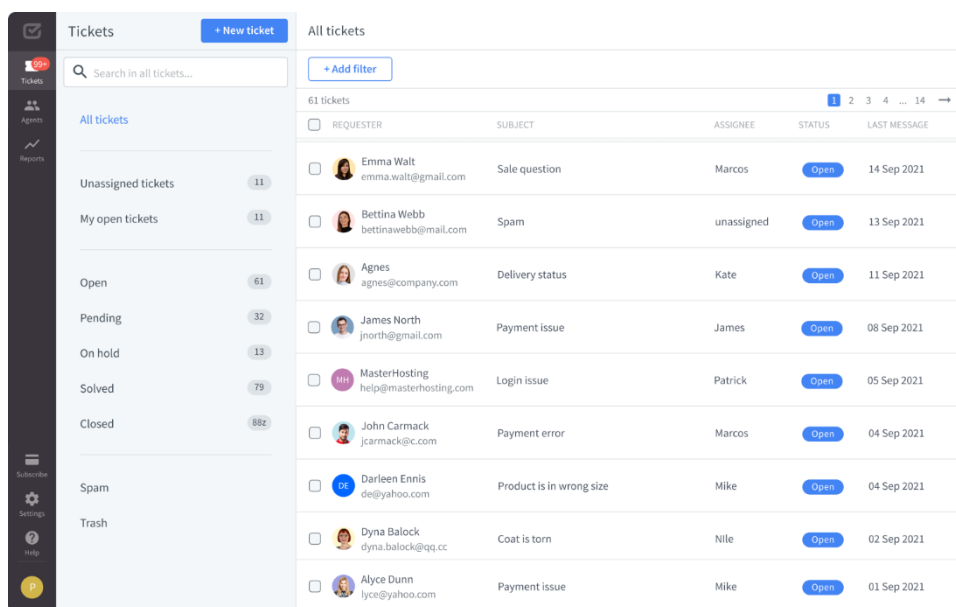 99+
Tickets
Agents
Reports
Subscribe
Settings
Help
P
Tickets
+ New ticket
Search in all tickets...
All tickets
Unassigned tickets 11
My open tickets 11
Open 61
Pending 32
On hold 13
Solved 79
Closed 88z
Spam
Trash
All tickets
+ Add filter
61 tickets 1 2 3 4 ... 14 →
REQUESTER SUBJECT ASSIGNEE STATUS LAST MESSAGE
Emma Walt
emma.walt@gmail.com Sale question Marcos Open 14 Sep 2021
Bettina Webb
bettinawebb@mail.com Spam unassigned Open 13 Sep 2021
Agnes
agnes@company.com Delivery status Kate Open 11 Sep 2021
James North
jnorth@gmail.com Payment issue James Open 08 Sep 2021
MH MasterHosting
help@masterhosting.com Login issue Patrick Open 05 Sep 2021
John Carmack
jcarmack@c.com Payment error Marcos Open 04 Sep 2021
DE Darleen Ennis
de@yahoo.com Product is in wrong size Mike Open 04 Sep 2021
Dyna Balock
dyna.balock@qq.cc Coat is torn NIle Open 02 Sep 2021
Alyce Dunn
lyce@yahoo.com Payment issue Mike Open 01 Sep 2021